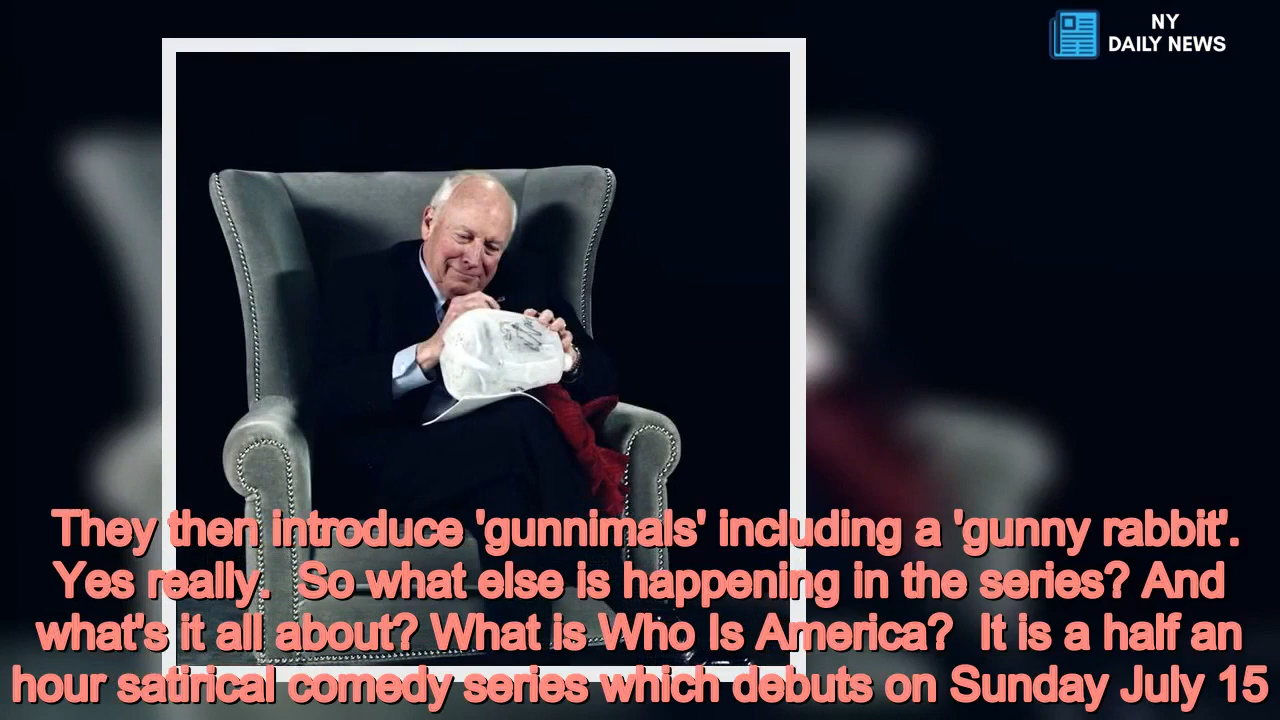 NY
DAILY NEWS
They then introduce 'gunnimals' including a 'gunny rabbit'.
Yes really.  So what else is happening in the series? And
what's it all about? What is Who Is America?  It is a half an
hour satirical comedy series which debuts on Sunday July 15